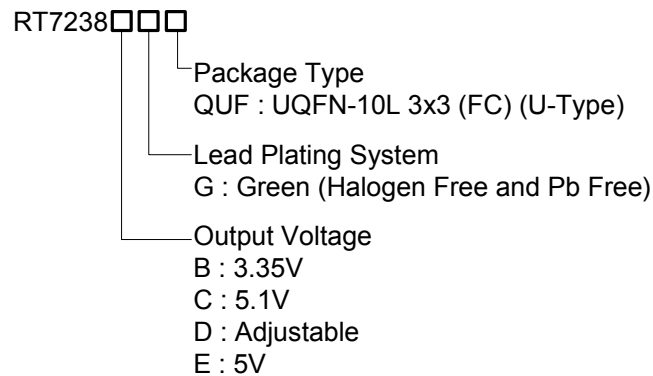 RT7238□□□
Package Type
QUF : UQFN-10L 3x3 (FC) (U-Type)
Lead Plating System
G : Green (Halogen Free and Pb Free)
Output Voltage
B : 3.35V
C : 5.1V
D : Adjustable
E : 5V